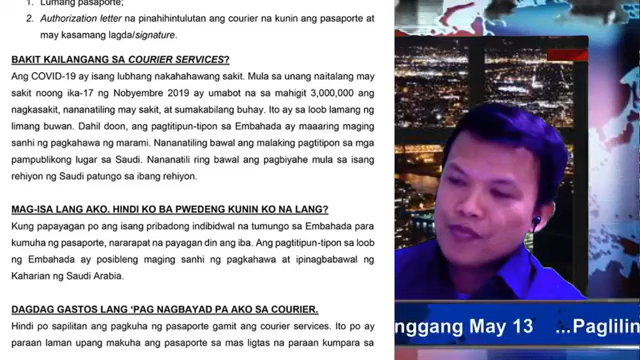 1. Lumang pasaporte;
2. Authorization letter na pinahihintulutan ang courier na kunin ang pasaporte at
may kasamang lagda/signature.
BAKIT KAILANGANG SA COURIER SERVICES?
Ang COVID-19 ay isang lubhang nakahahawang sakit. Mula sa unang naitalang may
sakit noong ika-17 ng Nobyembre 2019 ay umabot na sa mahigit 3,000,000 ang
nagkasakit, nananatiling may sakit, at sumakabilang buhay. Ito ay sa loob lamang ng
limang buwan. Dahil doon, ang pagtitipun-tipon sa Embahada ay maaaring maging
sanhi ng pagkahawa ng marami. Nananatiling bawal ang malaking pagtitipon sa mga
pampublikong lugar sa Saudi. Nananatili ring bawal ang pagbiyahe mula sa isang
rehiyon ng Saudi patungo sa ibang rehiyon.
MAG-ISA LANG AKO. HINDI KO BA PWEDENG KUNIN KO NA LANG?
Kung papayagan po ang isang pribadong indibidwal na tumungo sa Embahada para
kumuha ng pasaporte, nararapat na payagan din ang iba. Ang pagtitipun-tipon sa loob
ng Embahada ay posibleng maging sanhi ng pagkahawa at ipinagbabawal ng
Kaharian ng Saudi Arabia.
DAGDAG GASTOS LANG 'PAG NAGBAYAD PA AKO SA COURIER.
Hindi po sapilitan ang pagkuha ng pasaporte gamit ang courier services. Ito po ay
paraan laman upang makuha ang pasaporte sa mas ligtas na paraan kumpara sa
nggang May 13 ...Paglilin